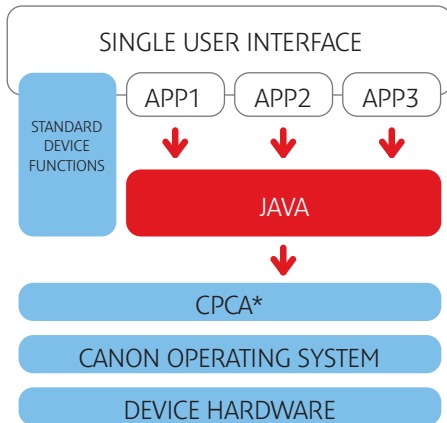 SINGLE USER INTERFACE
APP1 APP2 APP3
STANDARD
DEVICE
FUNCTIONS
JAVA
CPCA*
CANON OPERATING SYSTEM
DEVICE HARDWARE